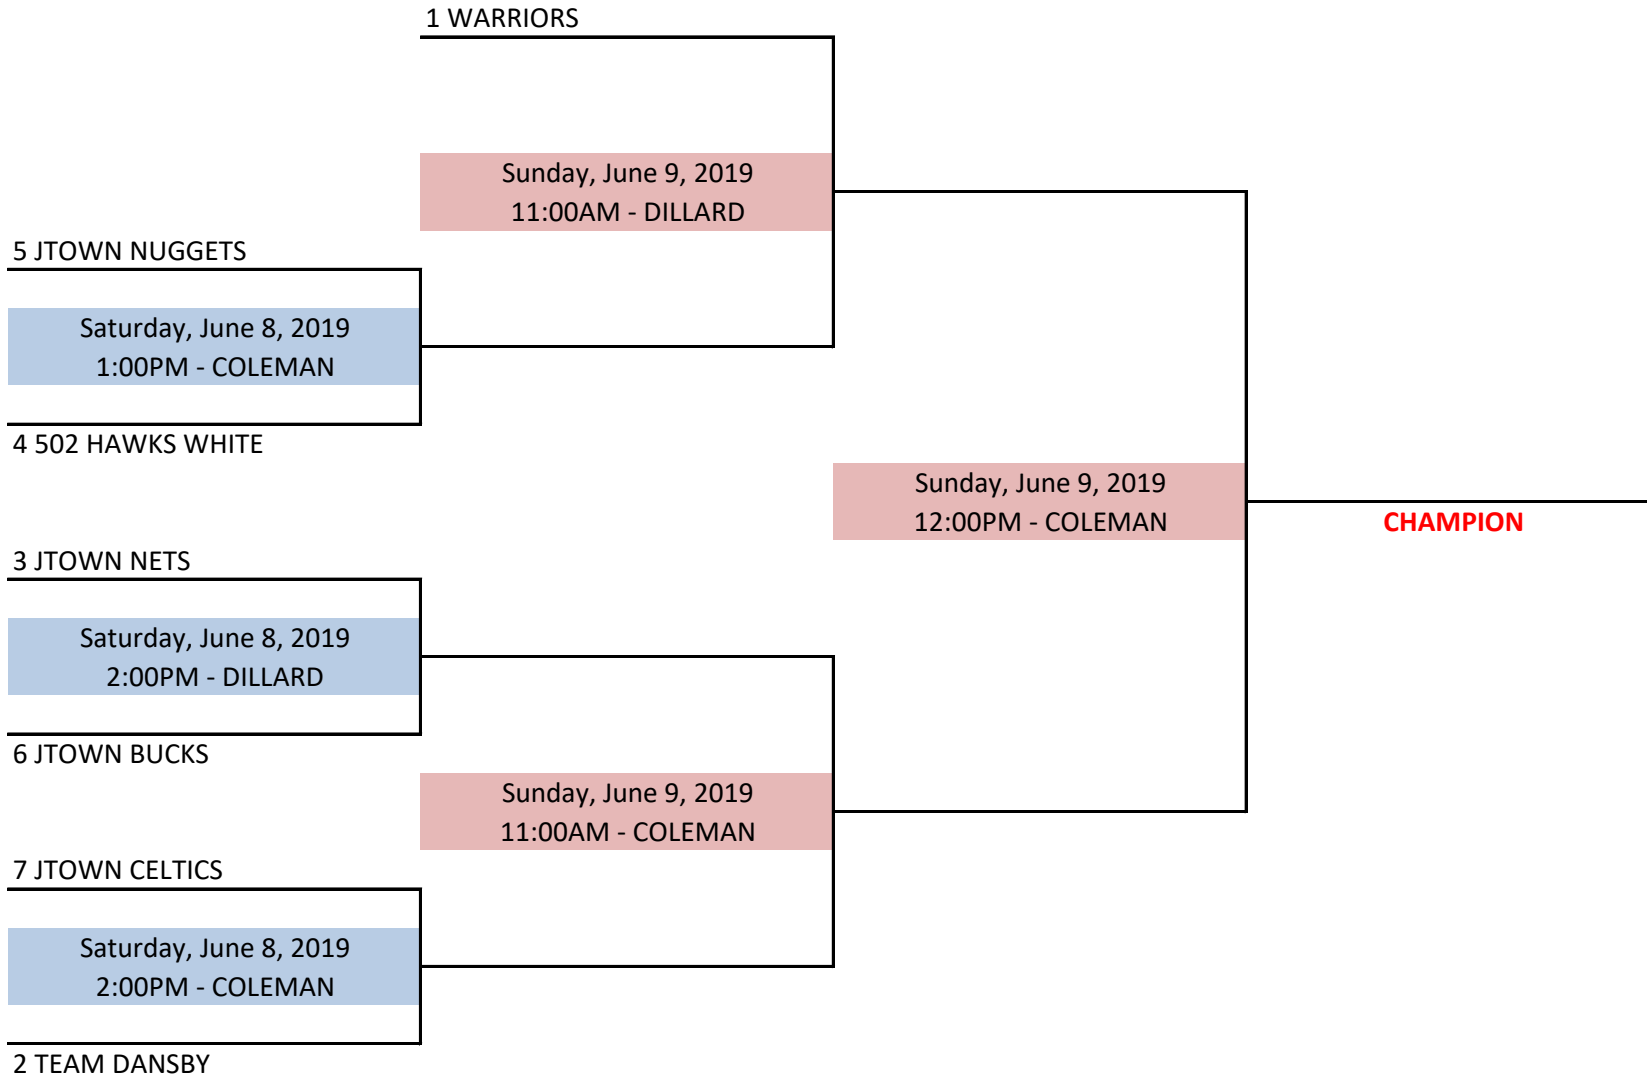 1 WARRIORS
Sunday, June 9, 2019
11:00AM - DILLARD
5 JTOWN NUGGETS
Saturday, June 8, 2019
1:00PM - COLEMAN
4 502 HAWKS WHITE
Sunday, June 9, 2019
12:00PM - COLEMAN
CHAMPION
3 JTOWN NETS
Saturday, June 8, 2019
2:00PM - DILLARD
6 JTOWN BUCKS
Sunday, June 9, 2019
11:00AM - COLEMAN
7 JTOWN CELTICS
Saturday, June 8, 2019
2:00PM - COLEMAN
2 TEAM DANSBY